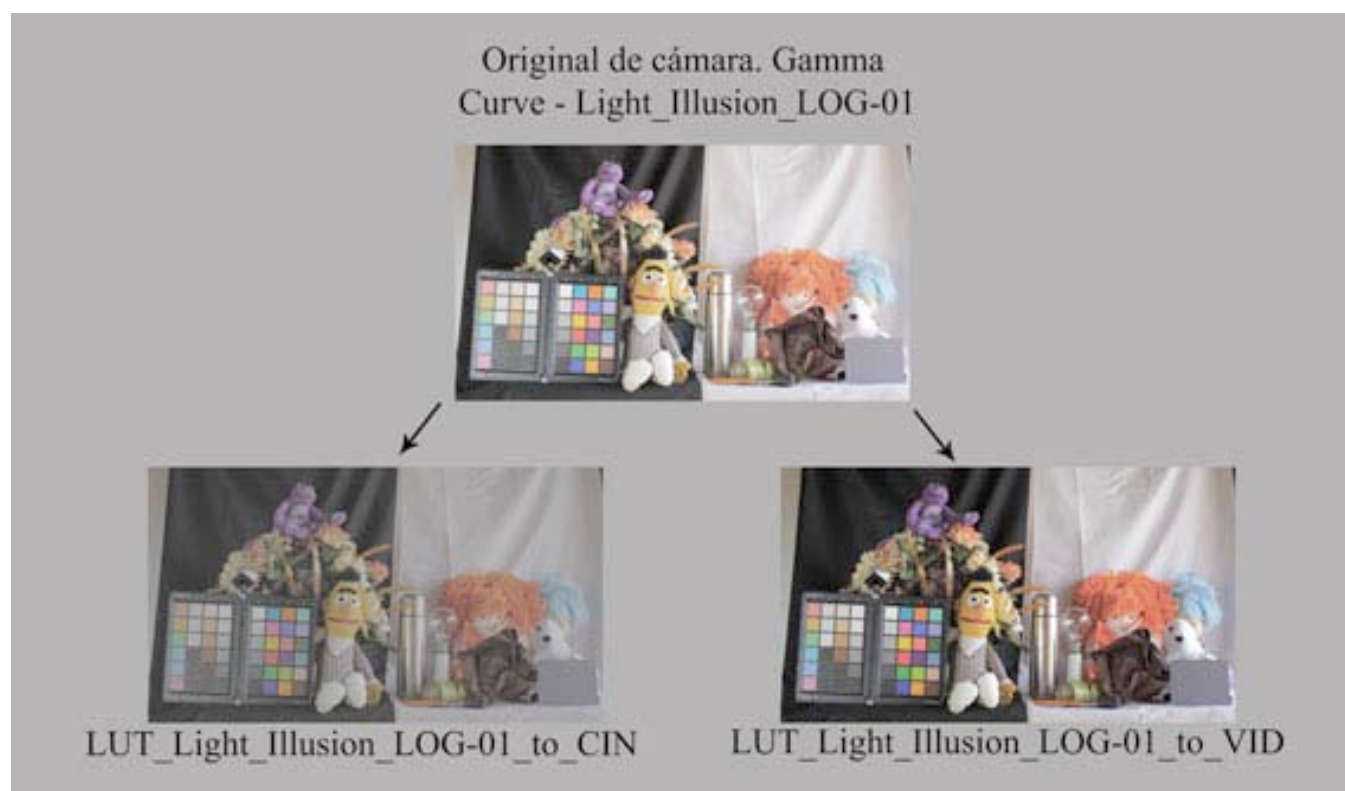 Original de cámara. Gamma
Curve - Light_Illusion_LOG-01
LUT_Light_Illusion_LOG-01_to_CIN
LUT_Light_Illusion_LOG-01_to_VID